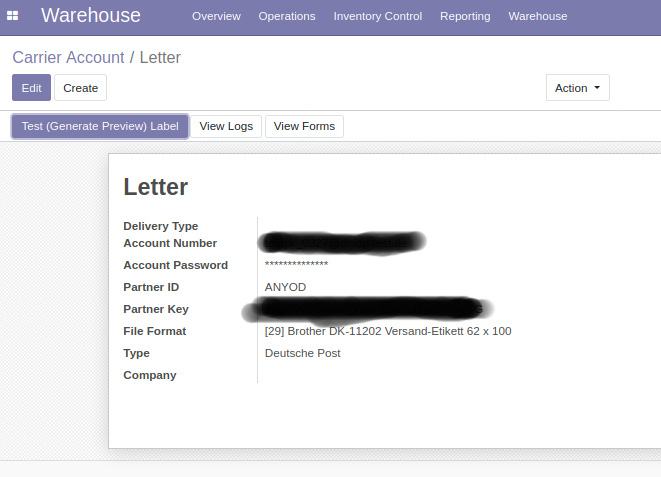 Warehouse Overview Operations Inventory Control Reporting Warehouse
Carrier Account / Letter
Edit Create Action
Test (Generate Preview) Label View Logs View Forms
Letter
Delivery Type
Account Number
Account Password **************
Partner ID ANYOD
Partner Key
File Format [29] Brother DK-11202 Versand-Etikett 62 x 100
Type Deutsche Post
Company